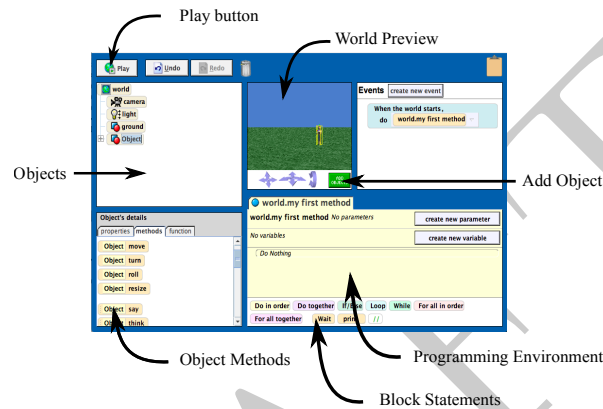 Play button
World Preview
Play Undo Redo
world
camera
light
ground
Object
Events create new event
When the world starts,
do world.my first method
ADD OBJECTS
Objects
Add Object
Object's details
properties methods function
Object move
Object turn
Object roll
Object resize
Object say
Object think
world.my first method
world.my first method No parameters create new parameter
No variables create new variable
Do Nothing
Do in order Do together If/Else Loop While For all in order
For all together Wait print //
Object Methods
Programming Environment
Block Statements